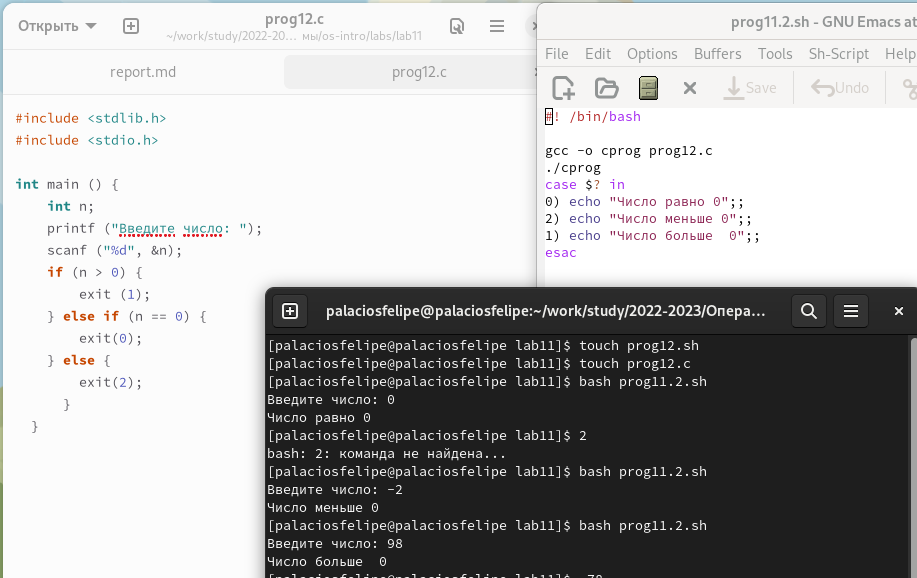 Открыть
prog12.c
~/work/study/2022-20… мы/os-intro/labs/lab11
report.md
prog12.c
#include <stdlib.h>
#include <stdio.h>
int main () {
int n;
printf ("Введите число: ");
scanf ("%d", &n);
if (n > 0) {
exit (1);
} else if (n == 0) {
exit(0);
} else {
exit(2);
}
}
prog11.2.sh - GNU Emacs at
File Edit Options Buffers Tools Sh-Script Help
Save Undo
#! /bin/bash
gcc -o cprog prog12.c
./cprog
case $? in
0) echo "Число равно 0";;
2) echo "Число меньше 0";;
1) echo "Число больше  0";;
esac
palaciosfelipe@palaciosfelipe:~/work/study/2022-2023/Опера...
[palaciosfelipe@palaciosfelipe lab11]$ touch prog12.sh
[palaciosfelipe@palaciosfelipe lab11]$ touch prog12.c
[palaciosfelipe@palaciosfelipe lab11]$ bash prog11.2.sh
Введите число: 0
Число равно 0
[palaciosfelipe@palaciosfelipe lab11]$ 2
bash: 2: команда не найдена...
[palaciosfelipe@palaciosfelipe lab11]$ bash prog11.2.sh
Введите число: -2
Число меньше 0
[palaciosfelipe@palaciosfelipe lab11]$ bash prog11.2.sh
Введите число: 98
Число больше  0